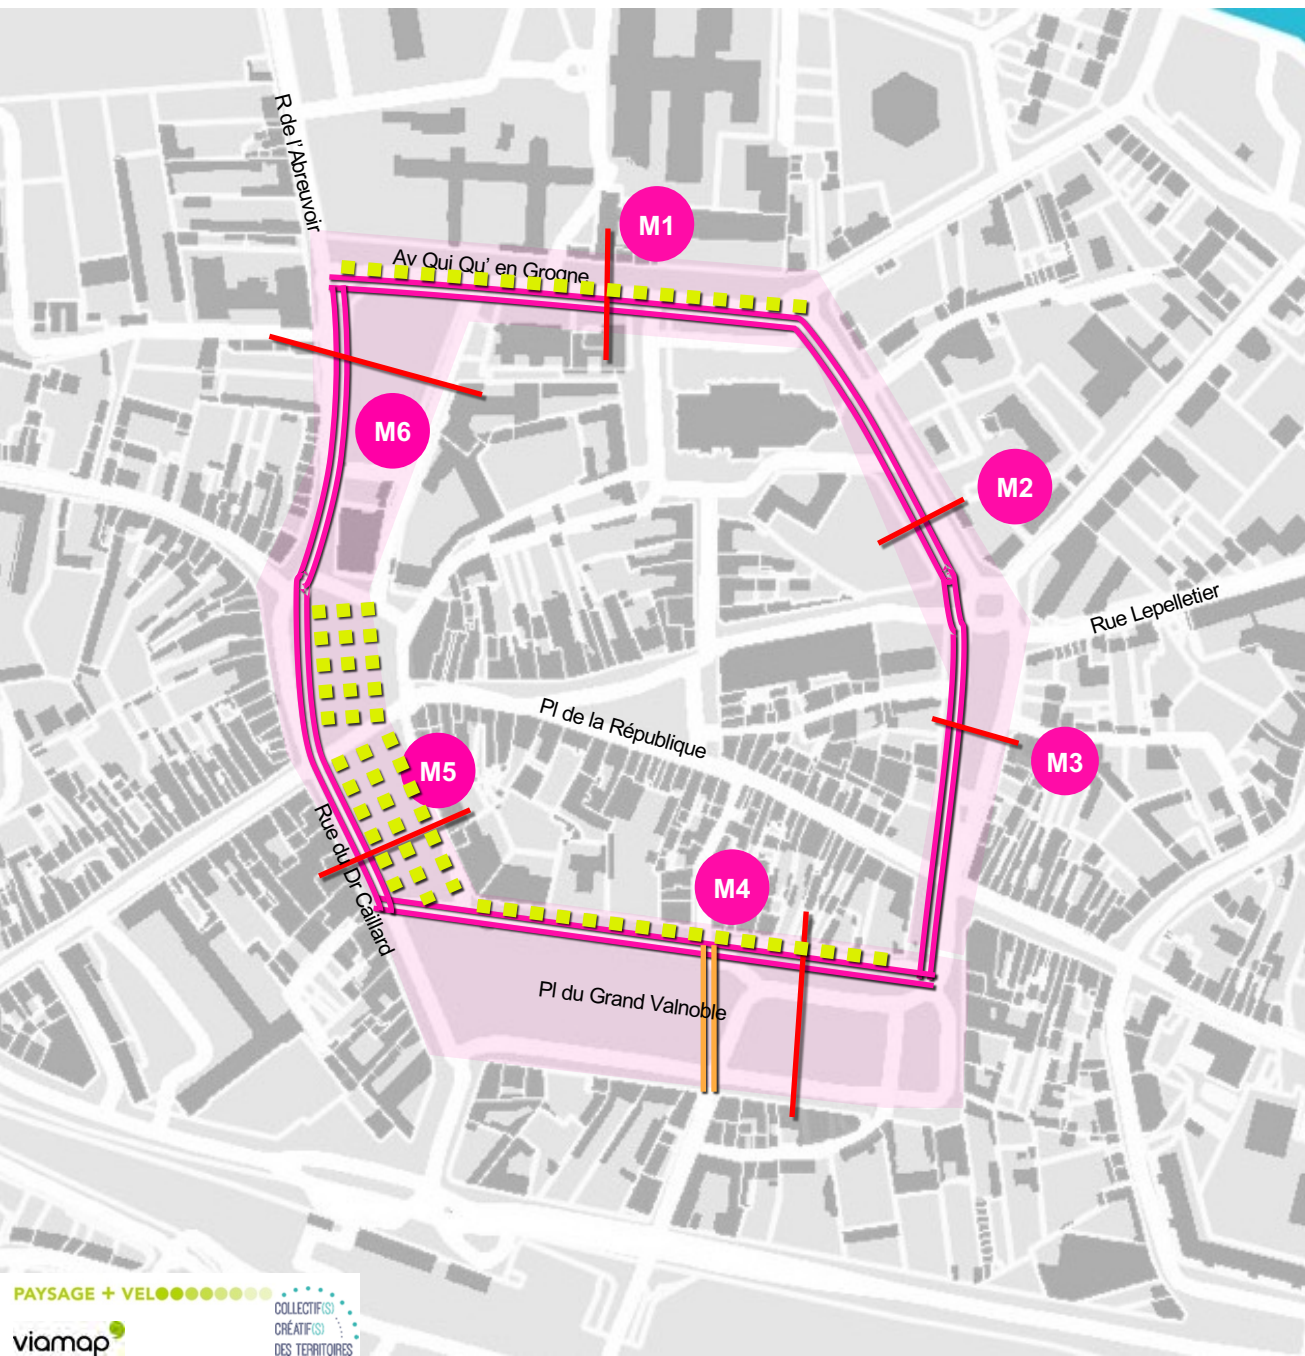 R de l'Abreuvoir
M1
Av Qui Qu' en Grogne
M6
M2
Rue Lepelletier
Pl de la République
M5
M3
Rue du Dr Caillard
M4
Pl du Grand Valnoble
PAYSAGE + VEL
COLLECTIF(S)
CRÉATIF(S)
DES TERRITOIRES
viamap